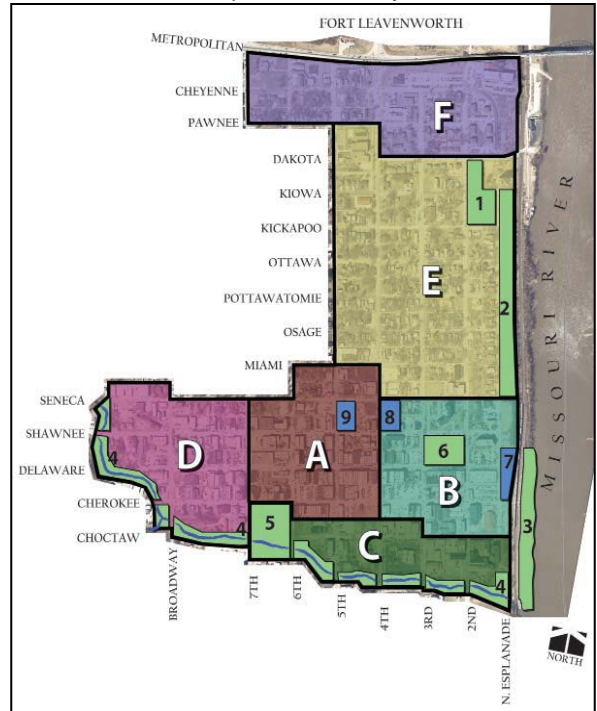 FORT LEAVENWORTH
METROPOLITAN
CHEYENNE
F
PAWNEE
DAKOTA
KIOWA
1
KICKAPOO
OTTAWA
E
POTTAWATOMIE
2
OSAGE
MIAMI
MISSOURI RIVER
SENECA
9
8
SHAWNEE
4
D
A
6
7
DELAWARE
B
CHEROKEE
4
5
3
CHOCTAW
C
4
BROADWAY
7TH
6TH
5TH
4TH
3RD
2ND
N. ESPLANADE
NORTH